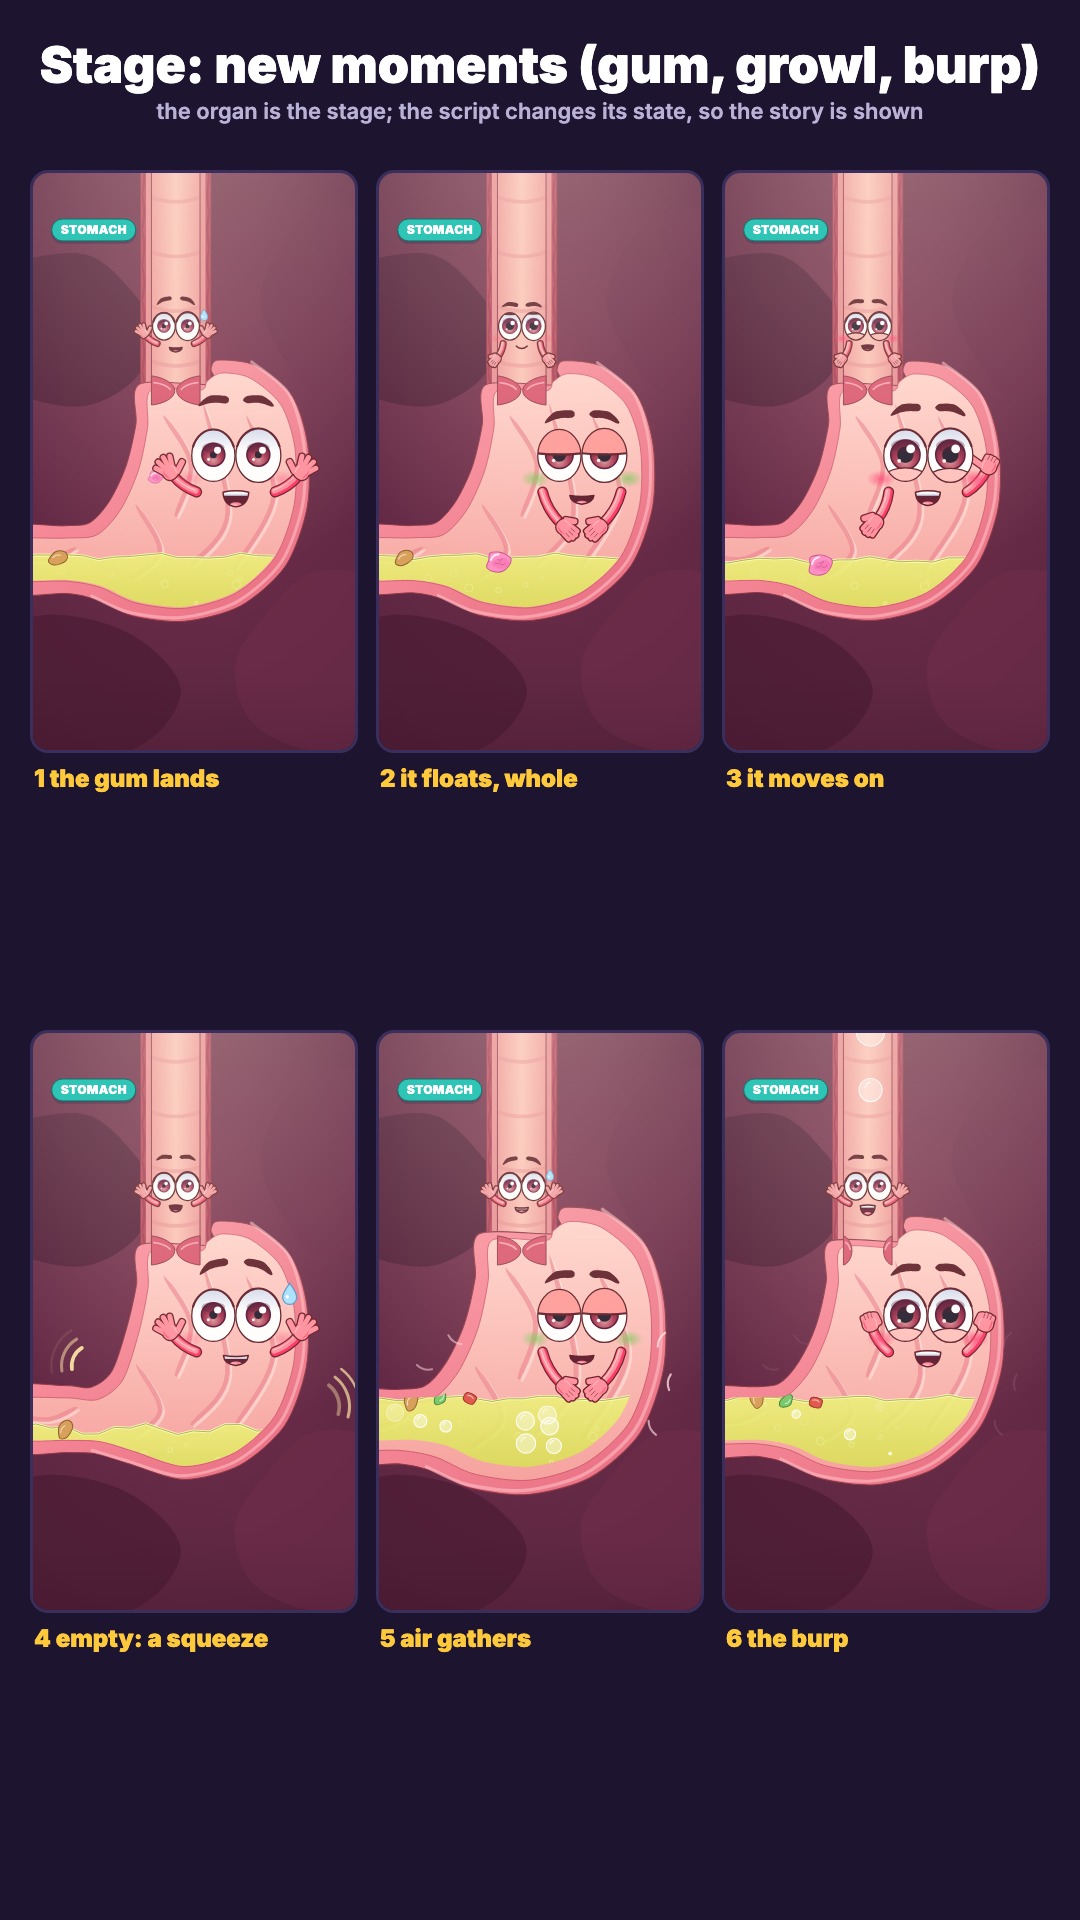 Stage: new moments (gum, growl, burp)
the organ is the stage; the script changes its state, so the story is shown
STOMACH
STOMACH
STOMACH
1 the gum lands
2 it floats, whole
3 it moves on
STOMACH
STOMACH
STOMACH
4 empty: a squeeze
5 air gathers
6 the burp